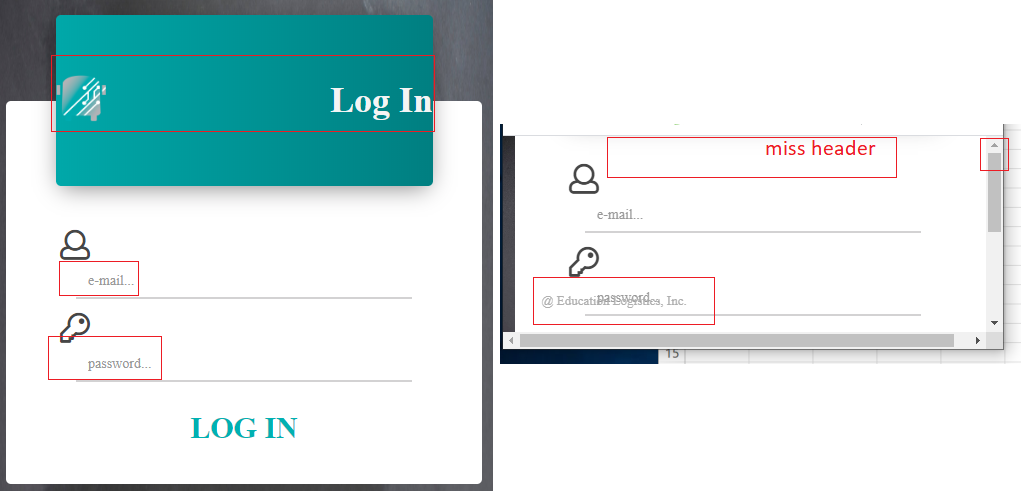 Log In
e-mail...
password...
LOG IN
miss header
e-mail...
password...
@ Education Logistics, Inc.
15